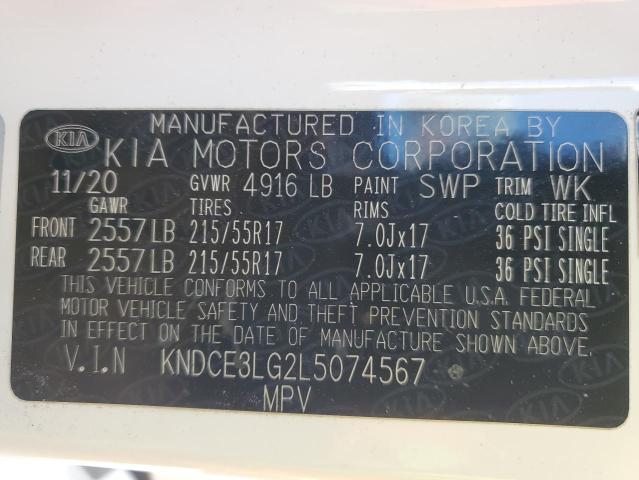 MANUFACTURED IN KOREA BY
KIA KIA MOTORS CORPORATION
11/20 GVWR 4916 LB PAINT SWP TRIM WK
GAWR TIRES RIMS COLD TIRE INFL
FRONT 2557LB 215/55R17 7.0Jx17 36 PSI SINGLE
REAR 2557LB 215/55R17 7.0Jx17 36 PSI SINGLE
THIS VEHICLE CONFORMS TO ALL APPLICABLE U.S.A. FEDERAL
MOTOR VEHICLE SAFETY AND THEFT PREVENTION STANDARDS
IN EFFECT ON THE DATE OF MANUFACTURE SHOWN ABOVE.
V.I.N KNDCE3LG2L5074567
MPV